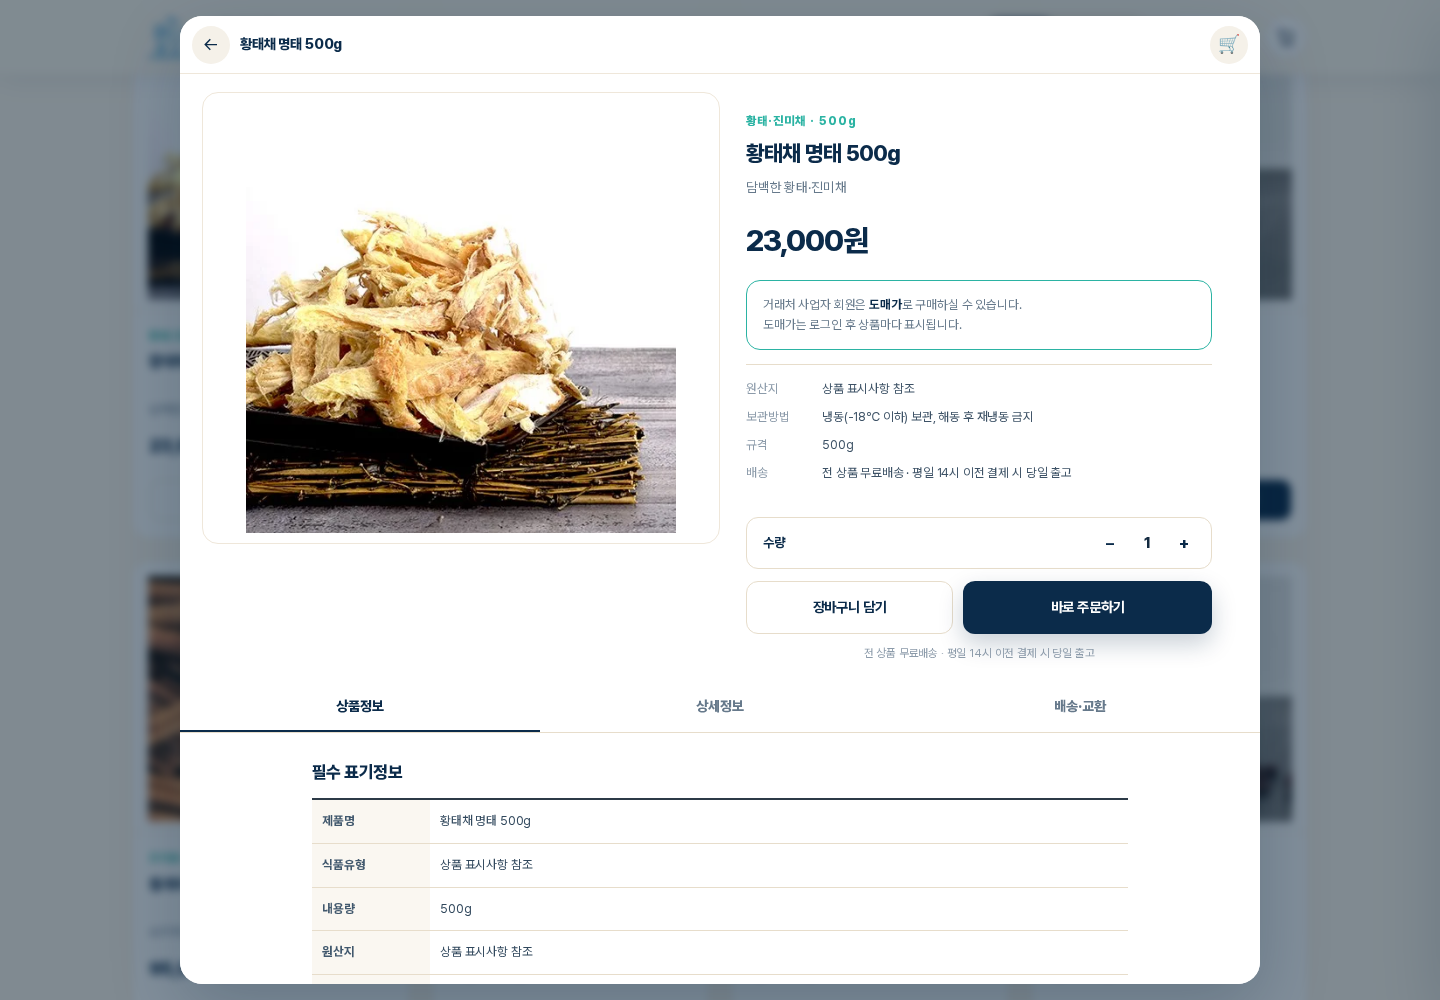 ← 황태채 명태 500g
황태·진미채 · 500g
황태채 명태 500g
담백한 황태·진미채
23,000원
거래처 사업자 회원은 도매가로 구매하실 수 있습니다.
도매가는 로그인 후 상품마다 표시됩니다.
원산지 상품 표시사항 참조
보관방법 냉동(-18℃ 이하) 보관, 해동 후 재냉동 금지
규격 500g
배송 전 상품 무료배송 · 평일 14시 이전 결제 시 당일 출고
수량 − 1 +
장바구니 담기 바로 주문하기
전 상품 무료배송 · 평일 14시 이전 결제 시 당일 출고
상품정보 상세정보 배송·교환
필수 표기정보
제품명 황태채 명태 500g
식품유형 상품 표시사항 참조
내용량 500g
원산지 상품 표시사항 참조